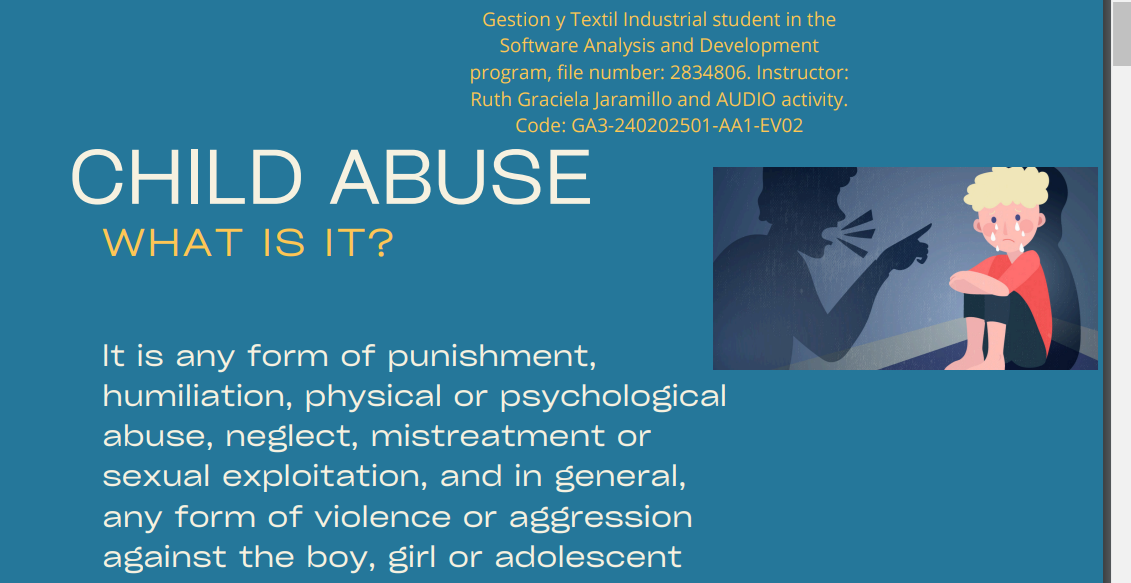 Gestion y Textil Industrial student in the
Software Analysis and Development
program, file number: 2834806. Instructor:
Ruth Graciela Jaramillo and AUDIO activity.
Code: GA3-240202501-AA1-EV02
CHILD ABUSE
WHAT IS IT?
It is any form of punishment,
humiliation, physical or psychological
abuse, neglect, mistreatment or
sexual exploitation, and in general,
any form of violence or aggression
against the boy, girl or adolescent